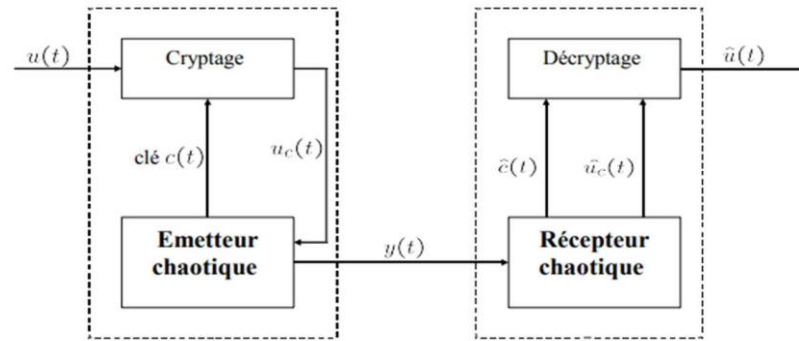 u(t)
Cryptage
clé c(t)
u_c(t)
Emetteur
chaotique
y(t)
Décryptage
û(t)
ĉ(t)
û_c(t)
Récepteur
chaotique